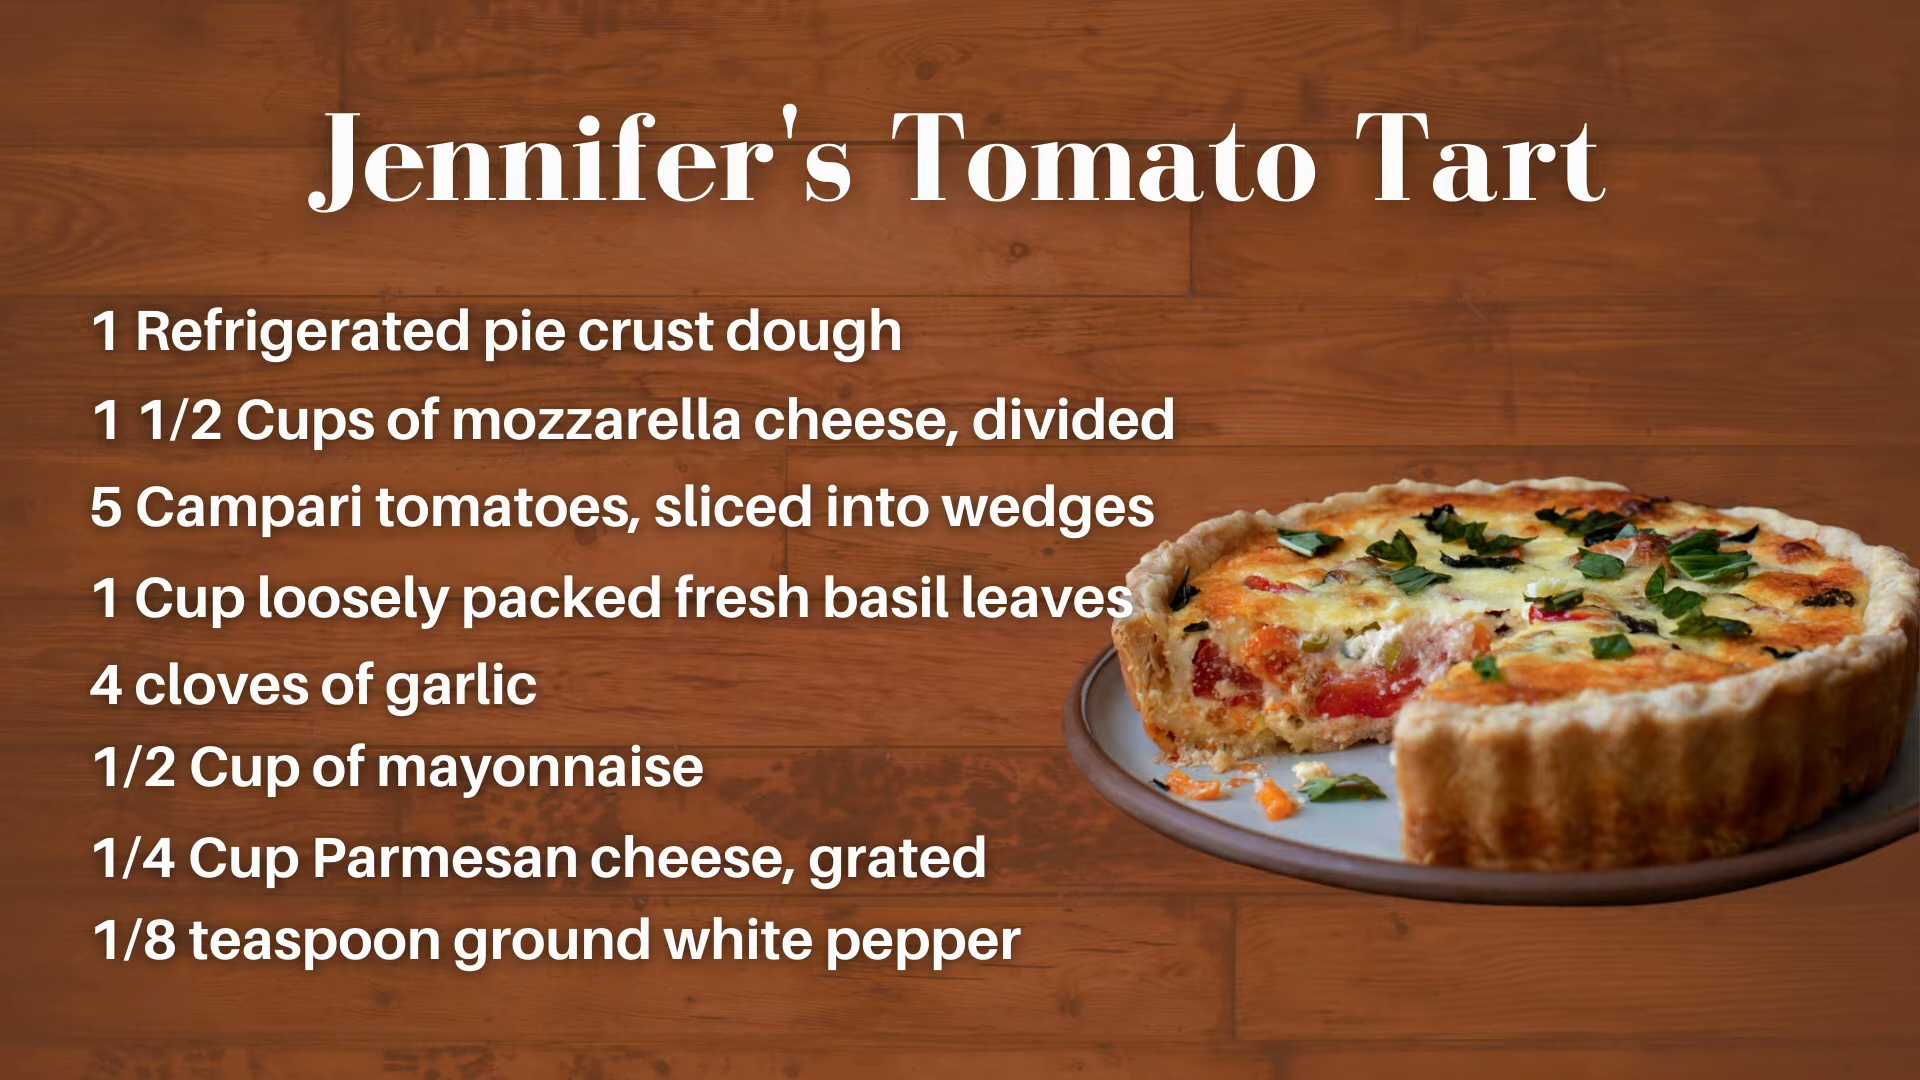 Jennifer's Tomato Tart
1 Refrigerated pie crust dough
1 1/2 Cups of mozzarella cheese, divided
5 Campari tomatoes, sliced into wedges
1 Cup loosely packed fresh basil leaves
4 cloves of garlic
1/2 Cup of mayonnaise
1/4 Cup Parmesan cheese, grated
1/8 teaspoon ground white pepper